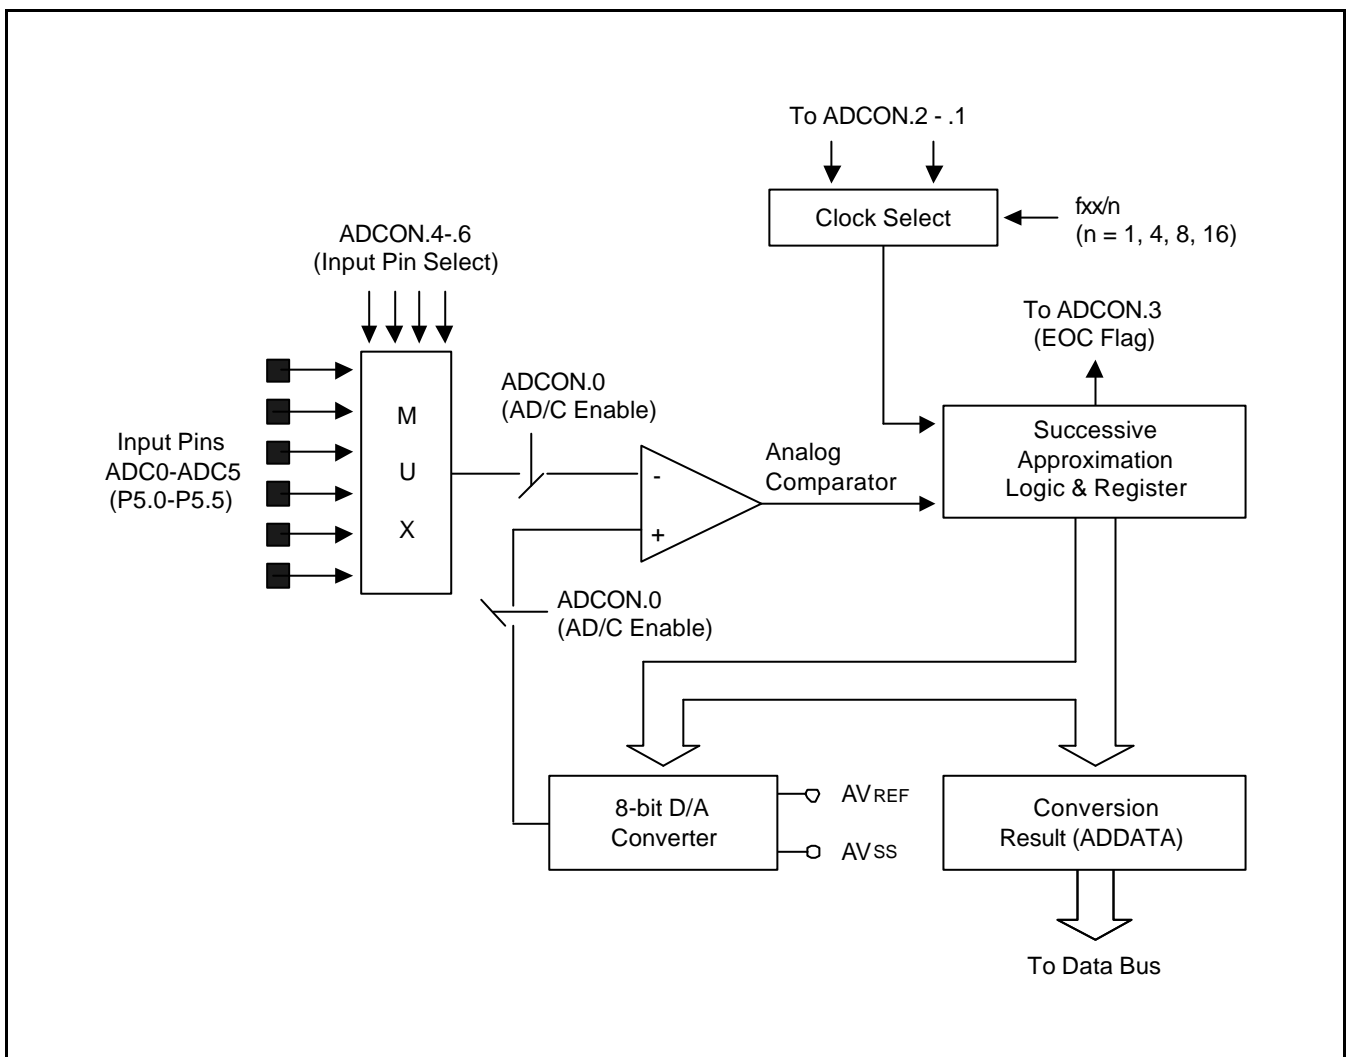 To ADCON.2 - .1
Clock Select
fxx/n
(n = 1, 4, 8, 16)
ADCON.4-.6
(Input Pin Select)
To ADCON.3
(EOC Flag)
ADCON.0
(AD/C Enable)
M
U
X
Input Pins
ADC0-ADC5
(P5.0-P5.5)
-
+
Analog
Comparator
Successive
Approximation
Logic & Register
ADCON.0
(AD/C Enable)
8-bit D/A
Converter
AVREF
AVSS
Conversion
Result (ADDATA)
To Data Bus